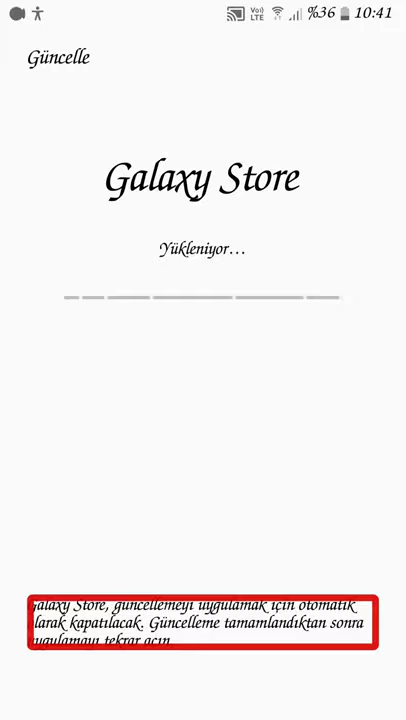 %36 10:41
Güncelle
Galaxy Store
Yükleniyor...
Galaxy Store, güncellemeyi uygulamak için otomatik
olarak kapatılacak. Güncelleme tamamlandıktan sonra
uygulamayı tekrar açın.